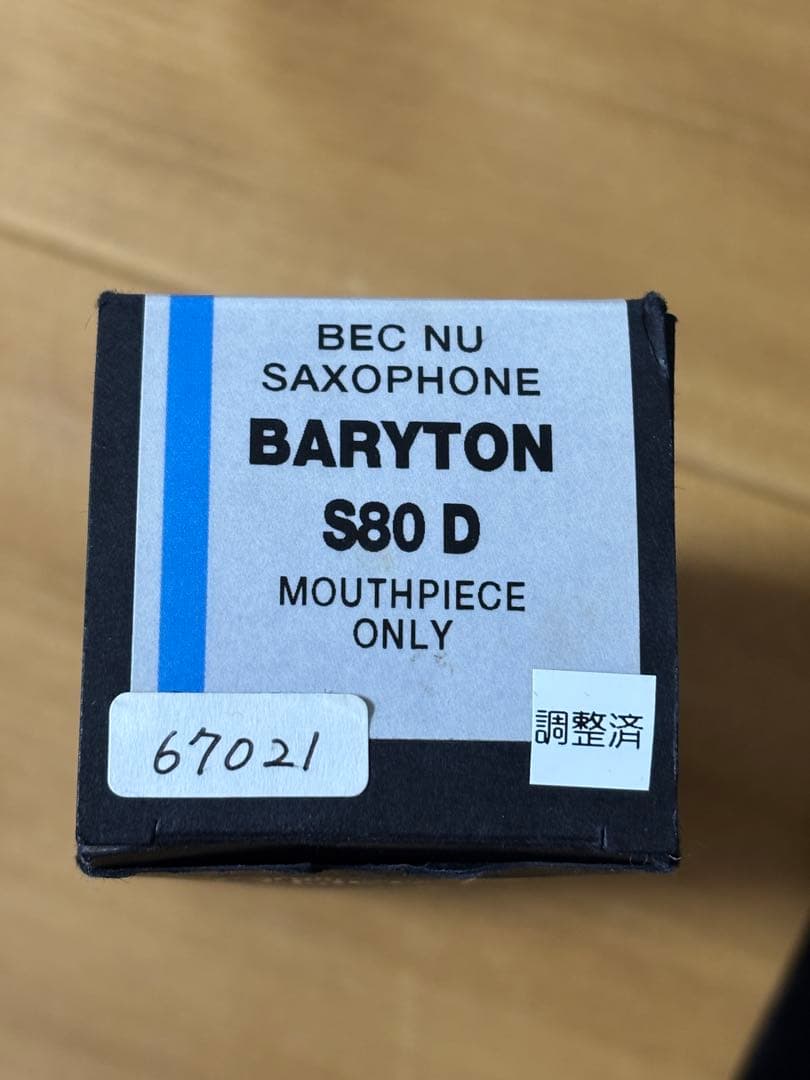 BEC NU
SAXOPHONE
BARYTON
S80 D
MOUTHPIECE
ONLY
67021
調整済